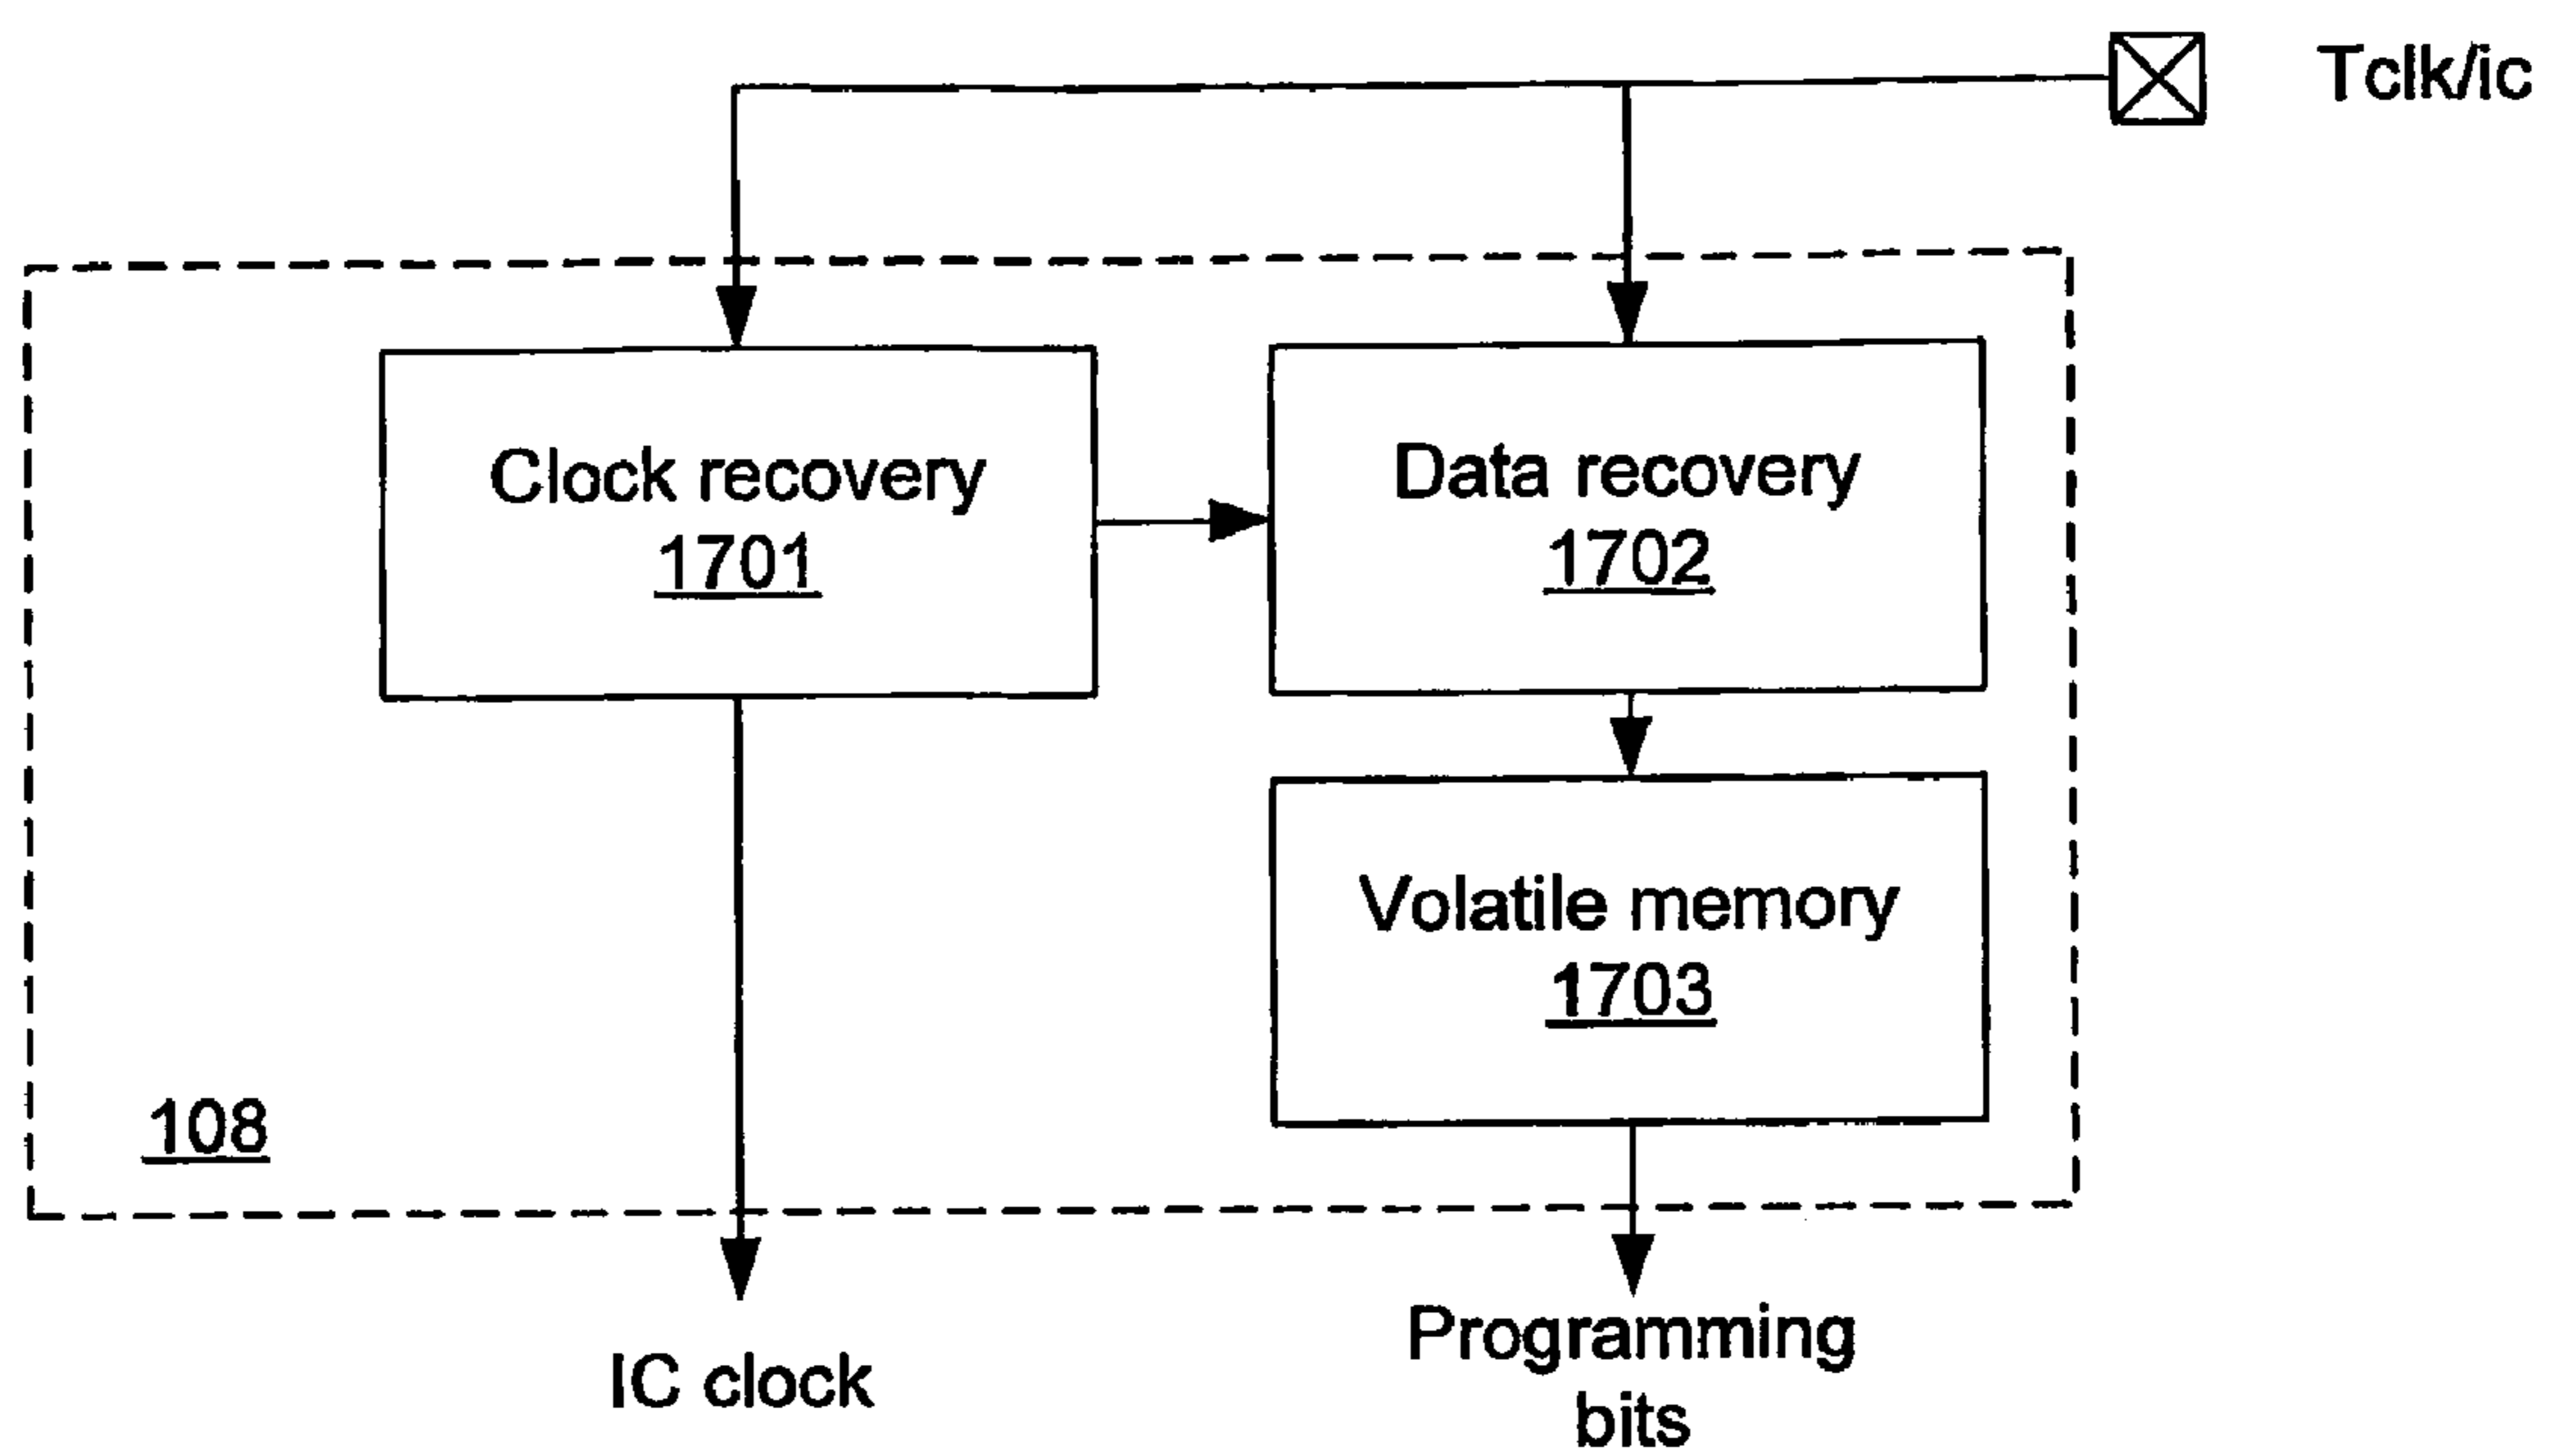 Tclk/ic
Clock recovery
1701
Data recovery
1702
Volatile memory
1703
108
IC clock
Programming
bits